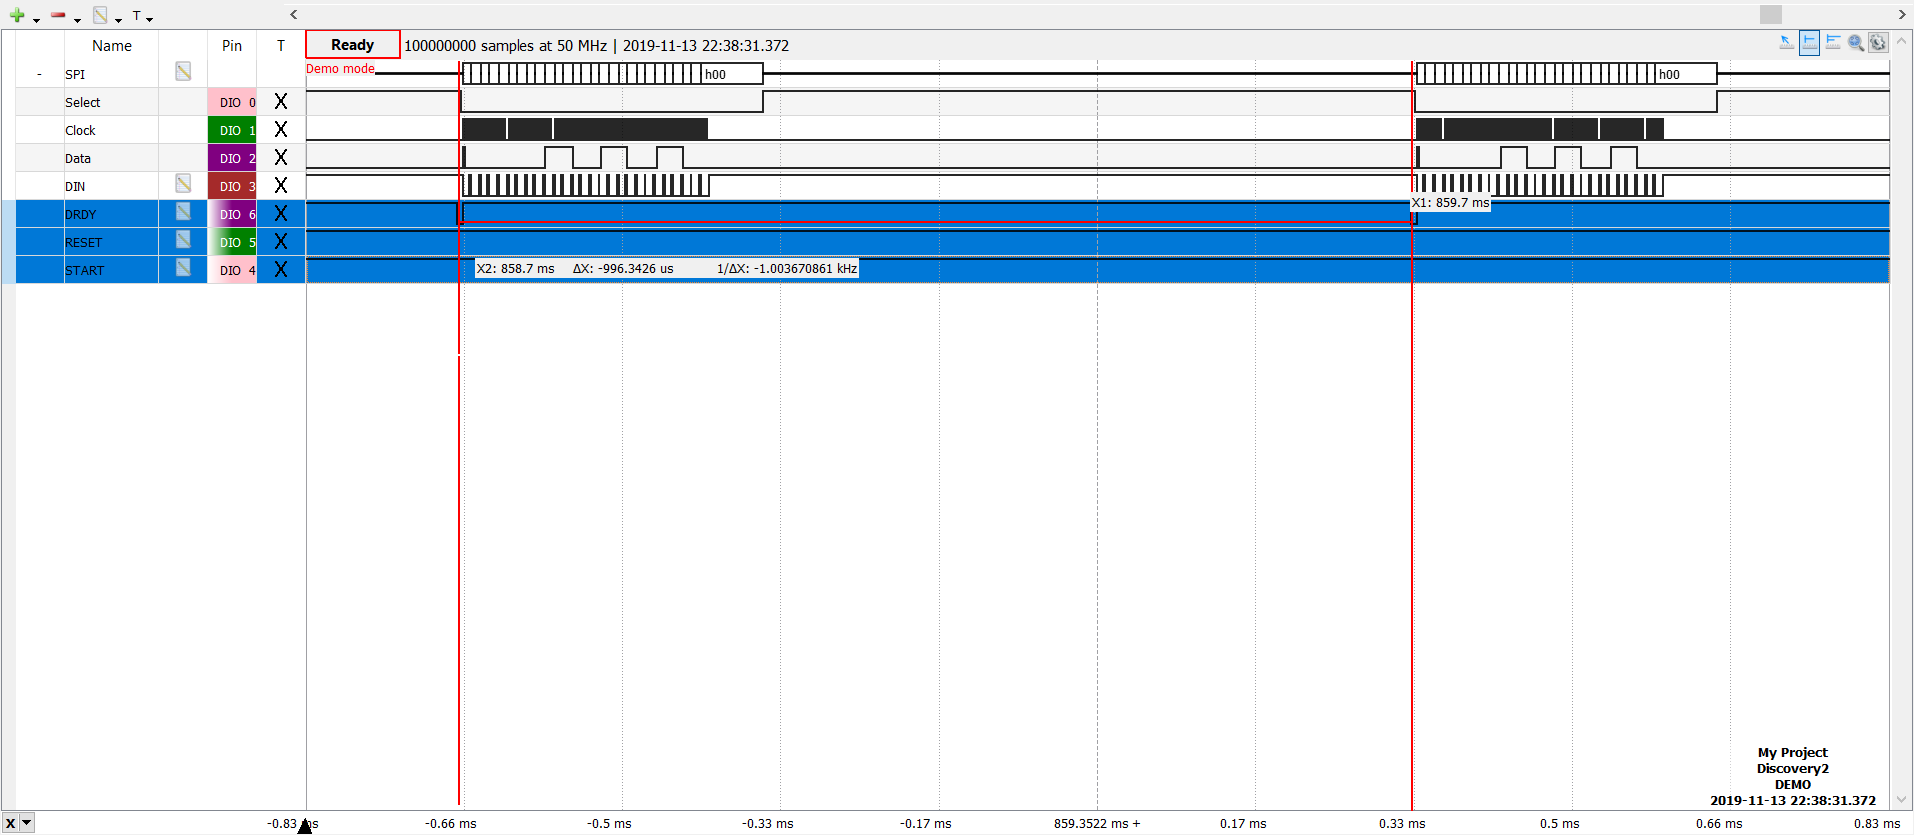 T
Name Pin T Ready 100000000 samples at 50 MHz | 2019-11-13 22:38:31.372
Demo mode
- SPI h00 h00
Select DIO 0 X
Clock DIO 1 X
Data DIO 2 X
DIN DIO 3 X
X1: 859.7 ms
DRDY DIO 6 X
RESET DIO 5 X
START DIO 4 X X2: 858.7 ms ΔX: -996.3426 us 1/ΔX: -1.003670861 kHz
My Project
Discovery2
DEMO
2019-11-13 22:38:31.372
X -0.83 ms -0.66 ms -0.5 ms -0.33 ms -0.17 ms 859.3522 ms + 0.17 ms 0.33 ms 0.5 ms 0.66 ms 0.83 ms